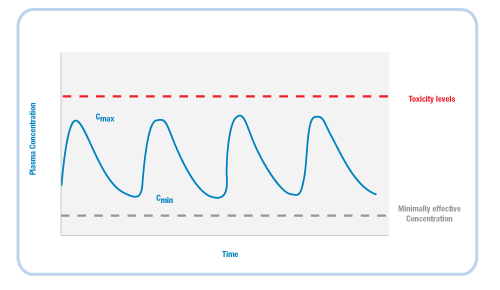 Toxicity levels
Cmax
Plasma Concentration
Cmin
Minimally effective
Concentration
Time